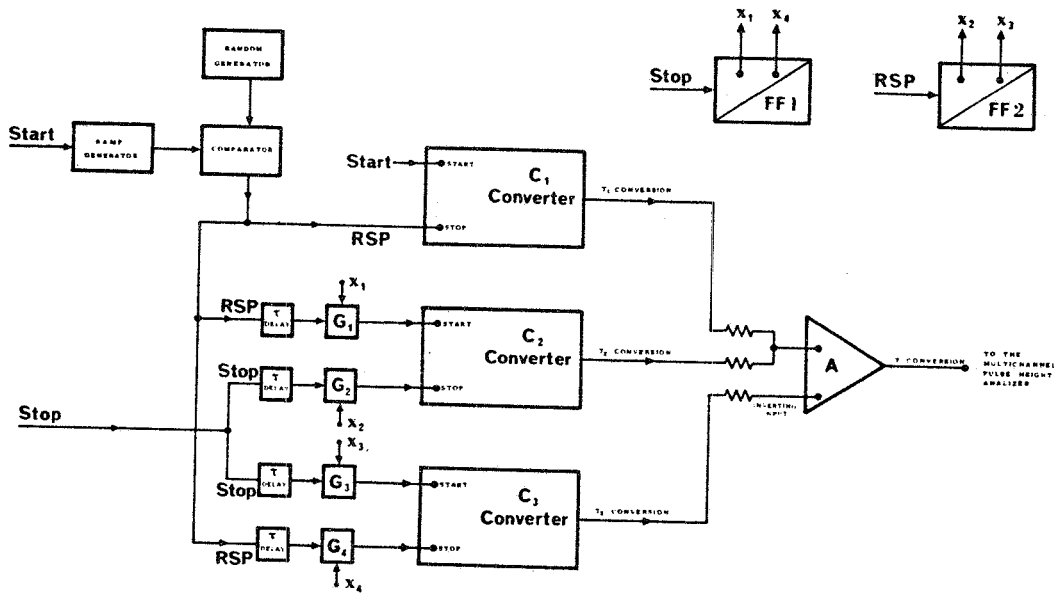 RANDOM
GENERATOR
Start
RAMP
GENERATOR
COMPARATOR
RSP
Start
START
C1
Converter
STOP
T1 CONVERSION
Stop
FF1
X1
X4
RSP
FF2
X2
X3
RSP
τ
DELAY
G1
X1
START
C2
Converter
STOP
T2 CONVERSION
Stop
τ
DELAY
G2
X2
Stop
X3
Stop
τ
DELAY
G3
START
C3
Converter
STOP
RSP
τ
DELAY
G4
X4
INVERTING
INPUT
A
T CONVERSION
TO THE
MULTICHANNEL
PULSE HEIGHT
ANALIZER